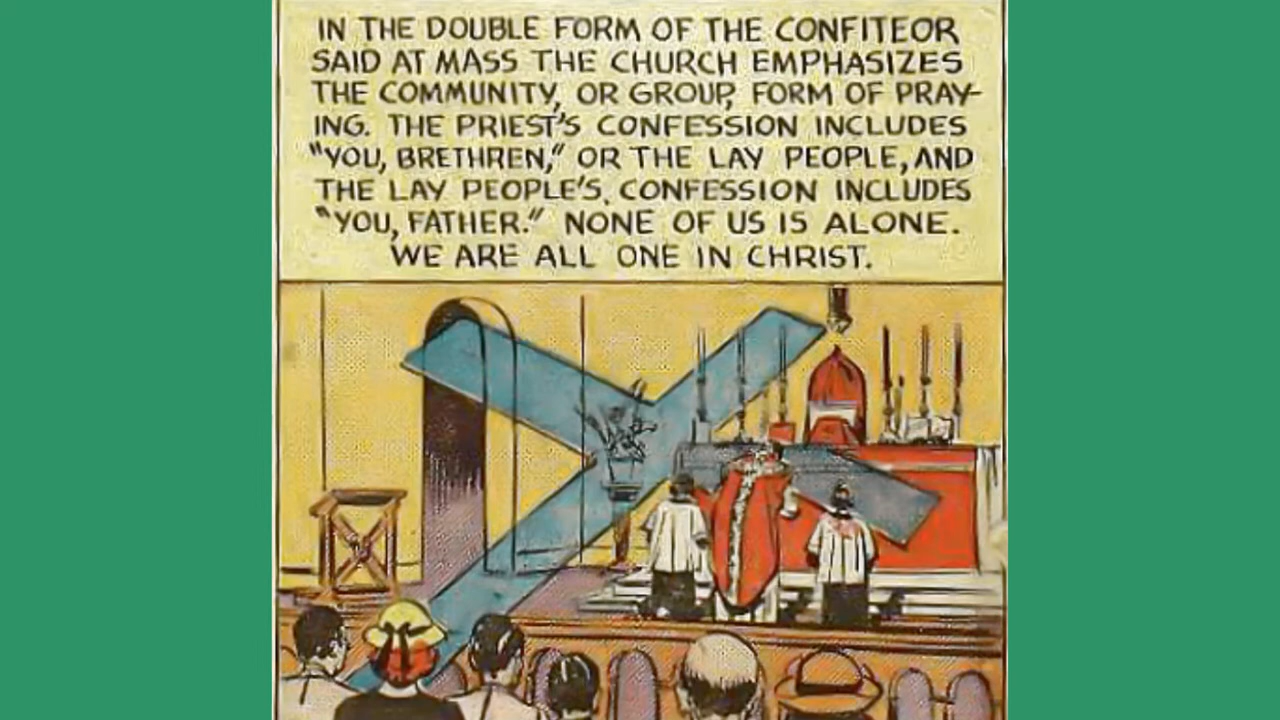 IN THE DOUBLE FORM OF THE CONFITEOR
SAID AT MASS THE CHURCH EMPHASIZES
THE COMMUNITY, OR GROUP, FORM OF PRAY-
ING. THE PRIEST'S CONFESSION INCLUDES
"YOU, BRETHREN," OR THE LAY PEOPLE, AND
THE LAY PEOPLE'S. CONFESSION INCLUDES
"YOU, FATHER." NONE OF US IS ALONE.
WE ARE ALL ONE IN CHRIST.